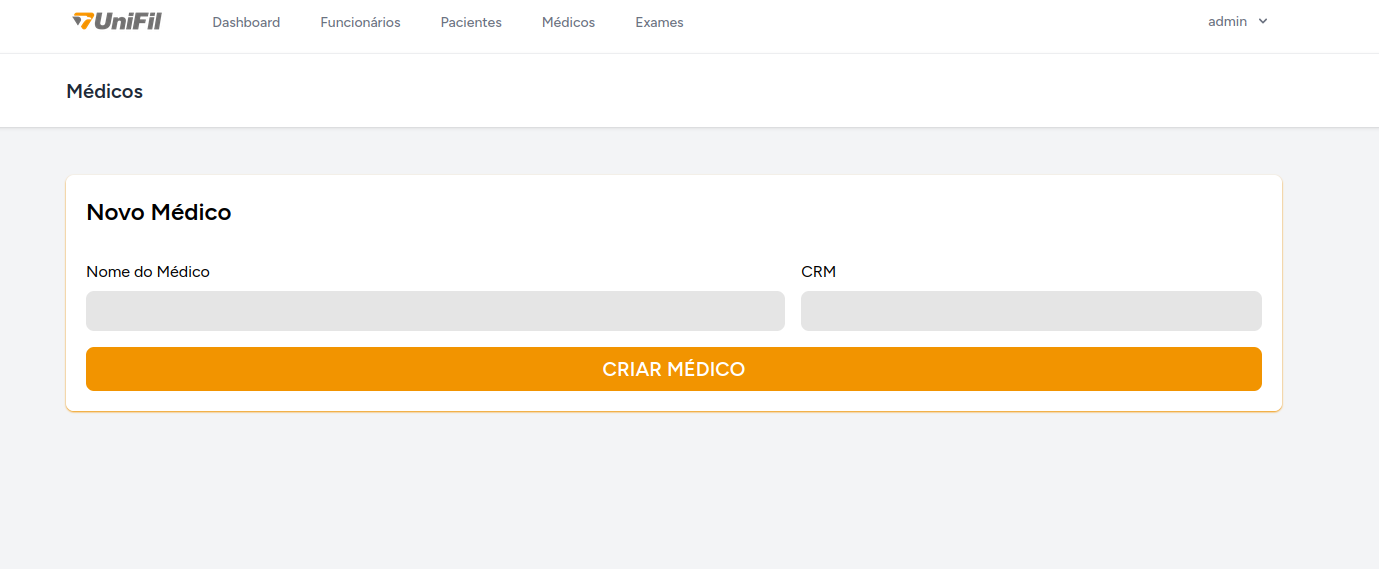 UniFil Dashboard Funcionários Pacientes Médicos Exames admin
Médicos
Novo Médico
Nome do Médico CRM
CRIAR MÉDICO